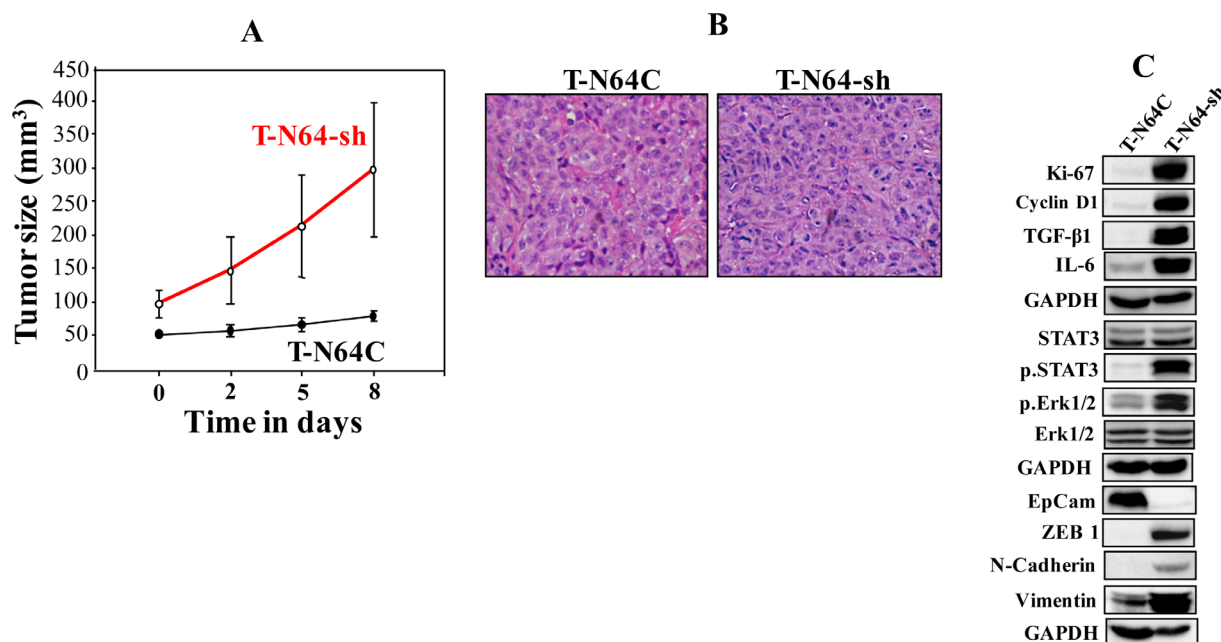 A
Tumor size (mm³)
450
400
350
300
250
200
150
100
50
0
T-N64-sh
T-N64C
0 2 5 8
Time in days
B
T-N64C T-N64-sh
C
T-N64C T-N64-sh
Ki-67
Cyclin D1
TGF-β1
IL-6
GAPDH
STAT3
p.STAT3
p.Erk1/2
Erk1/2
GAPDH
EpCam
ZEB 1
N-Cadherin
Vimentin
GAPDH